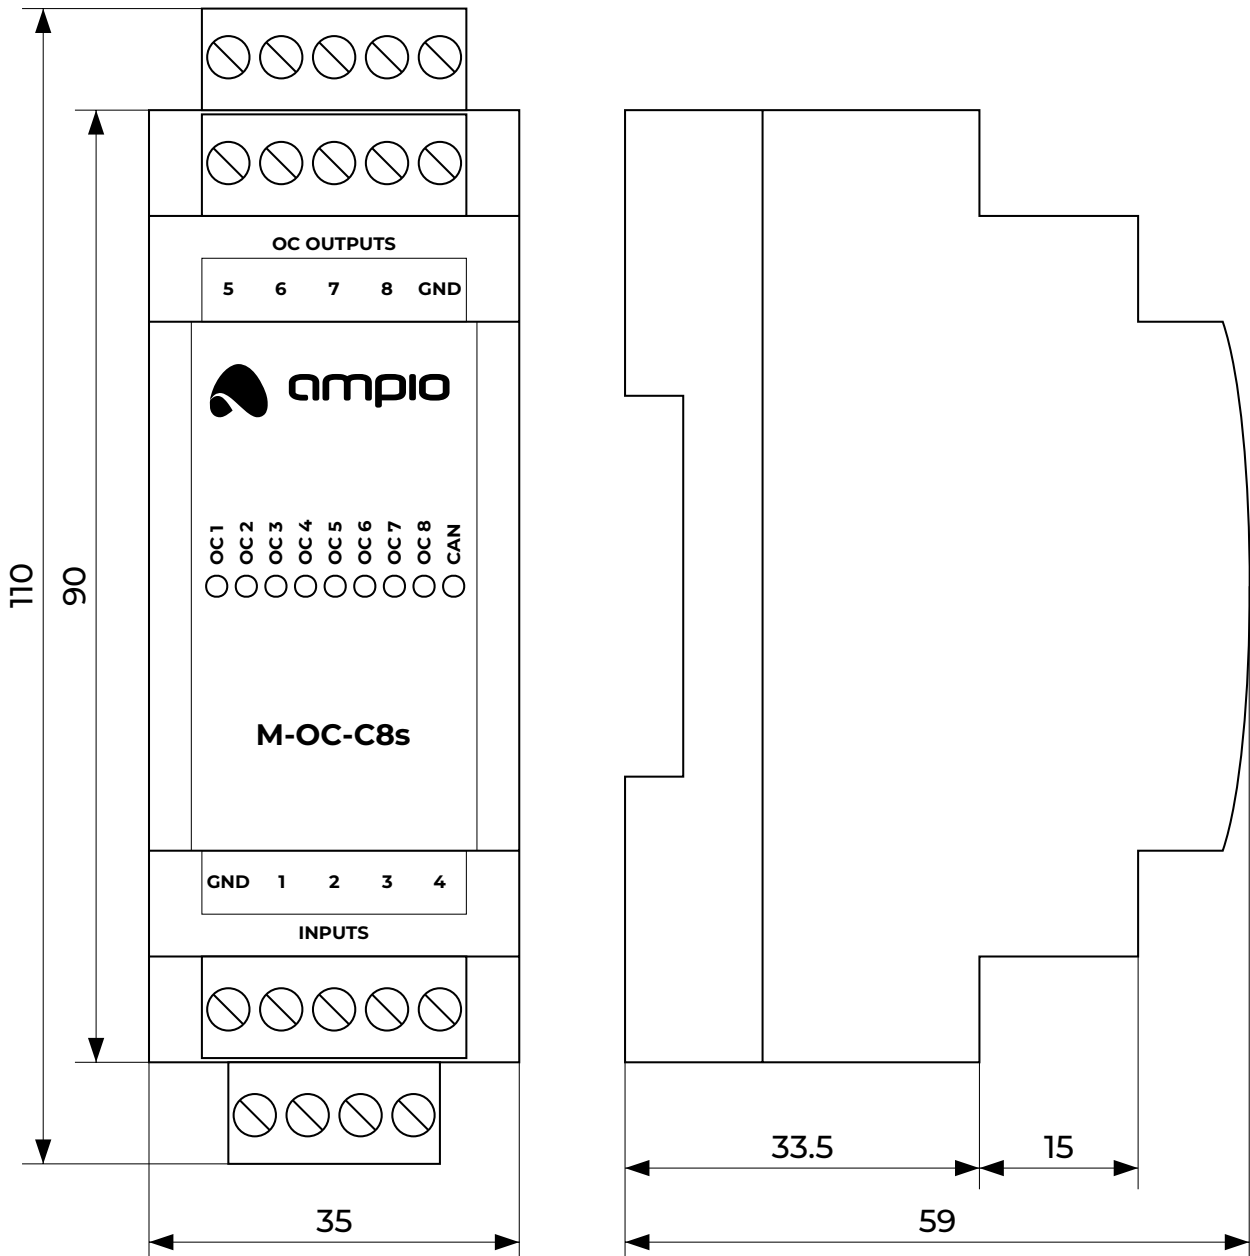 OC OUTPUTS
5 6 7 8 GND
ampio
OC 1
OC 2
OC 3
OC 4
OC 5
OC 6
OC 7
OC 8
CAN
110
90
M-OC-C8s
GND 1 2 3 4
INPUTS
33.5
15
35
59